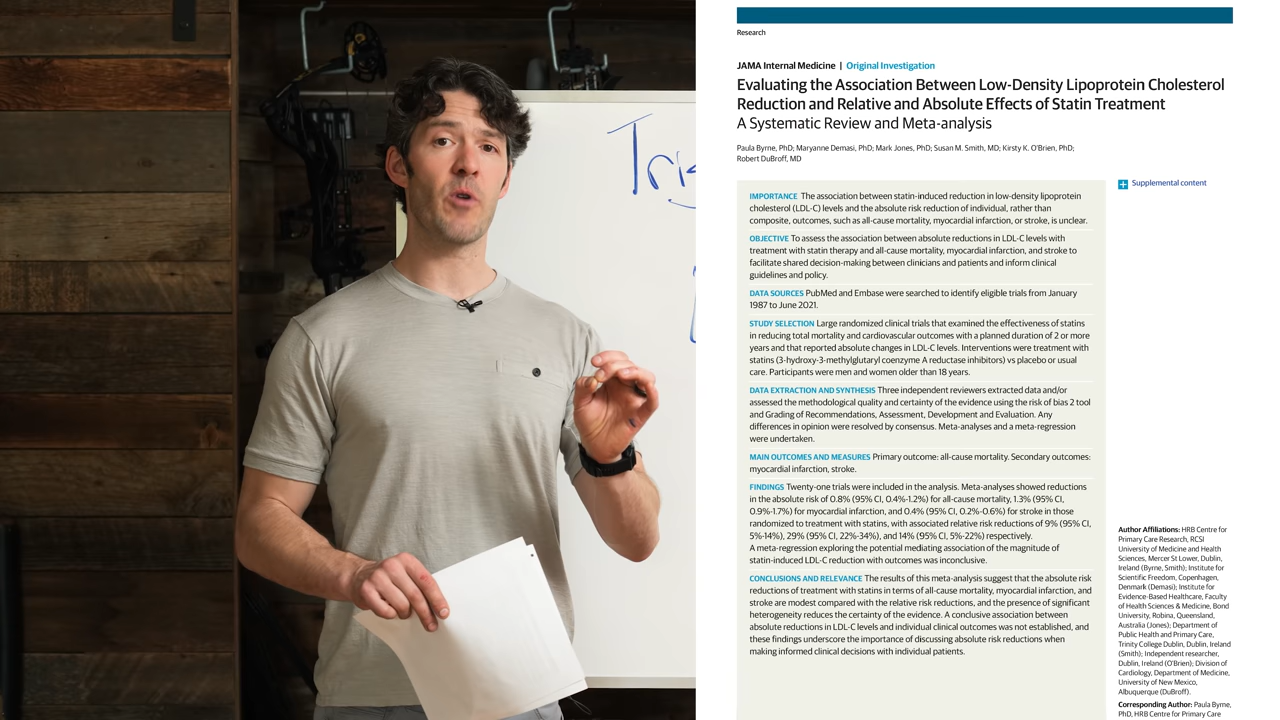 Tri
Research
JAMA Internal Medicine | Original Investigation
Evaluating the Association Between Low-Density Lipoprotein Cholesterol
Reduction and Relative and Absolute Effects of Statin Treatment
A Systematic Review and Meta-analysis
Paula Byrne, PhD; Maryanne Demasi, PhD; Mark Jones, PhD; Susan M. Smith, MD; Kirsty K. O'Brien, PhD;
Robert DuBroff, MD
IMPORTANCE The association between statin-induced reduction in low-density lipoprotein
cholesterol (LDL-C) levels and the absolute risk reduction of individual, rather than
composite, outcomes, such as all-cause mortality, myocardial infarction, or stroke, is unclear.
OBJECTIVE To assess the association between absolute reductions in LDL-C levels with
treatment with statin therapy and all-cause mortality, myocardial infarction, and stroke to
facilitate shared decision-making between clinicians and patients and inform clinical
guidelines and policy.
DATA SOURCES PubMed and Embase were searched to identify eligible trials from January
1987 to June 2021.
STUDY SELECTION Large randomized clinical trials that examined the effectiveness of statins
in reducing total mortality and cardiovascular outcomes with a planned duration of 2 or more
years and that reported absolute changes in LDL-C levels. Interventions were treatment with
statins (3-hydroxy-3-methylglutaryl coenzyme A reductase inhibitors) vs placebo or usual
care. Participants were men and women older than 18 years.
DATA EXTRACTION AND SYNTHESIS Three independent reviewers extracted data and/or
assessed the methodological quality and certainty of the evidence using the risk of bias 2 tool
and Grading of Recommendations, Assessment, Development and Evaluation. Any
differences in opinion were resolved by consensus. Meta-analyses and a meta-regression
were undertaken.
MAIN OUTCOMES AND MEASURES Primary outcome: all-cause mortality. Secondary outcomes:
myocardial infarction, stroke.
FINDINGS Twenty-one trials were included in the analysis. Meta-analyses showed reductions
in the absolute risk of 0.8% (95% CI, 0.4%-1.2%) for all-cause mortality, 1.3% (95% CI,
0.9%-1.7%) for myocardial infarction, and 0.4% (95% CI, 0.2%-0.6%) for stroke in those
randomized to treatment with statins, with associated relative risk reductions of 9% (95% CI,
5%-14%), 29% (95% CI, 22%-34%), and 14% (95% CI, 5%-22%) respectively.
A meta-regression exploring the potential mediating association of the magnitude of
statin-induced LDL-C reduction with outcomes was inconclusive.
CONCLUSIONS AND RELEVANCE The results of this meta-analysis suggest that the absolute risk
reductions of treatment with statins in terms of all-cause mortality, myocardial infarction, and
stroke are modest compared with the relative risk reductions, and the presence of significant
heterogeneity reduces the certainty of the evidence. A conclusive association between
absolute reductions in LDL-C levels and individual clinical outcomes was not established, and
these findings underscore the importance of discussing absolute risk reductions when
making informed clinical decisions with individual patients.
Supplemental content
Author Affiliations: HRB Centre for
Primary Care Research, RCSI
University of Medicine and Health
Sciences, Mercer St Lower, Dublin,
Ireland (Byrne, Smith); Institute for
Scientific Freedom, Copenhagen,
Denmark (Demasi); Institute for
Evidence-Based Healthcare, Faculty
of Health Sciences & Medicine, Bond
University, Robina, Queensland,
Australia (Jones); Department of
Public Health and Primary Care,
Trinity College Dublin, Dublin, Ireland
(Smith); Independent researcher,
Dublin, Ireland (O'Brien); Division of
Cardiology, Department of Medicine,
University of New Mexico,
Albuquerque (DuBroff).
Corresponding Author: Paula Byrne,
PhD, HRB Centre for Primary Care